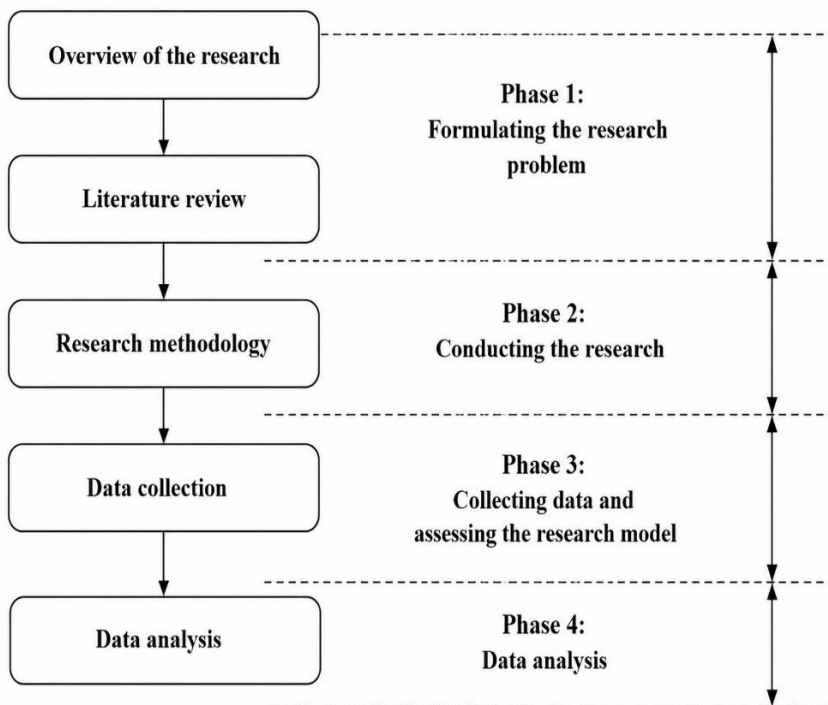 Overview of the research
Phase 1:
Formulating the research
problem
Literature review
Phase 2:
Research methodology
Conducting the research
Phase 3:
Data collection
Collecting data and
assessing the research model
Phase 4:
Data analysis
Data analysis